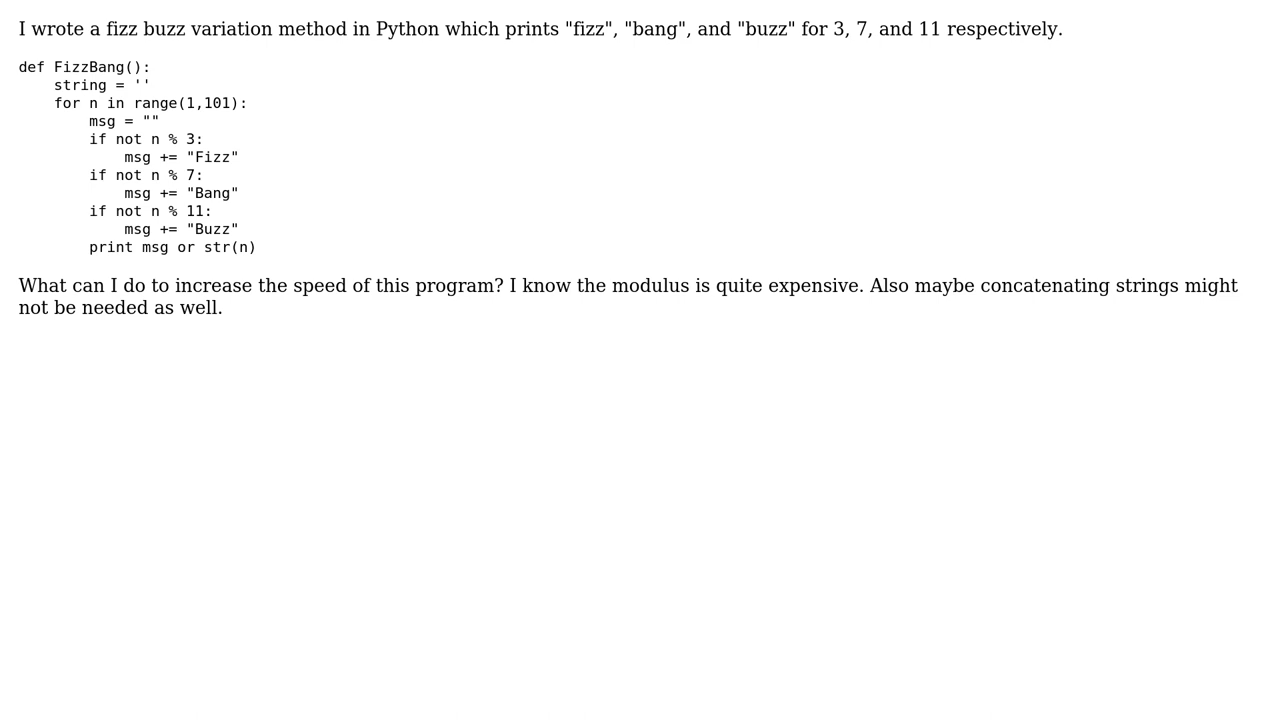 I wrote a fizz buzz variation method in Python which prints "fizz", "bang", and "buzz" for 3, 7, and 11 respectively.
def FizzBang():
    string = ''
    for n in range(1,101):
        msg = ""
        if not n % 3:
            msg += "Fizz"
        if not n % 7:
            msg += "Bang"
        if not n % 11:
            msg += "Buzz"
        print msg or str(n)
What can I do to increase the speed of this program? I know the modulus is quite expensive. Also maybe concatenating strings might
not be needed as well.